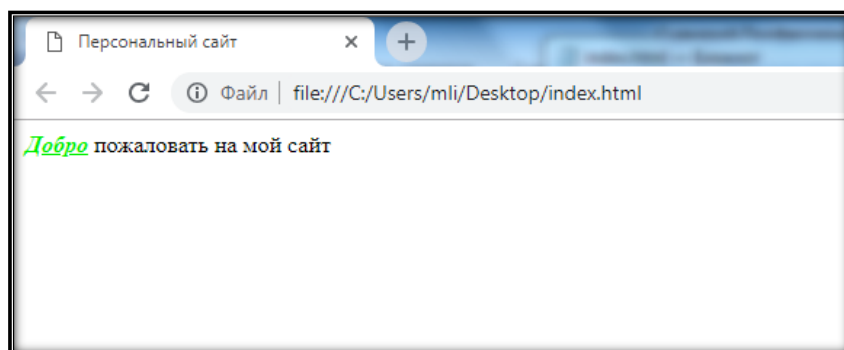 Персональный сайт
Файл | file:///C:/Users/mli/Desktop/index.html
Добро пожаловать на мой сайт